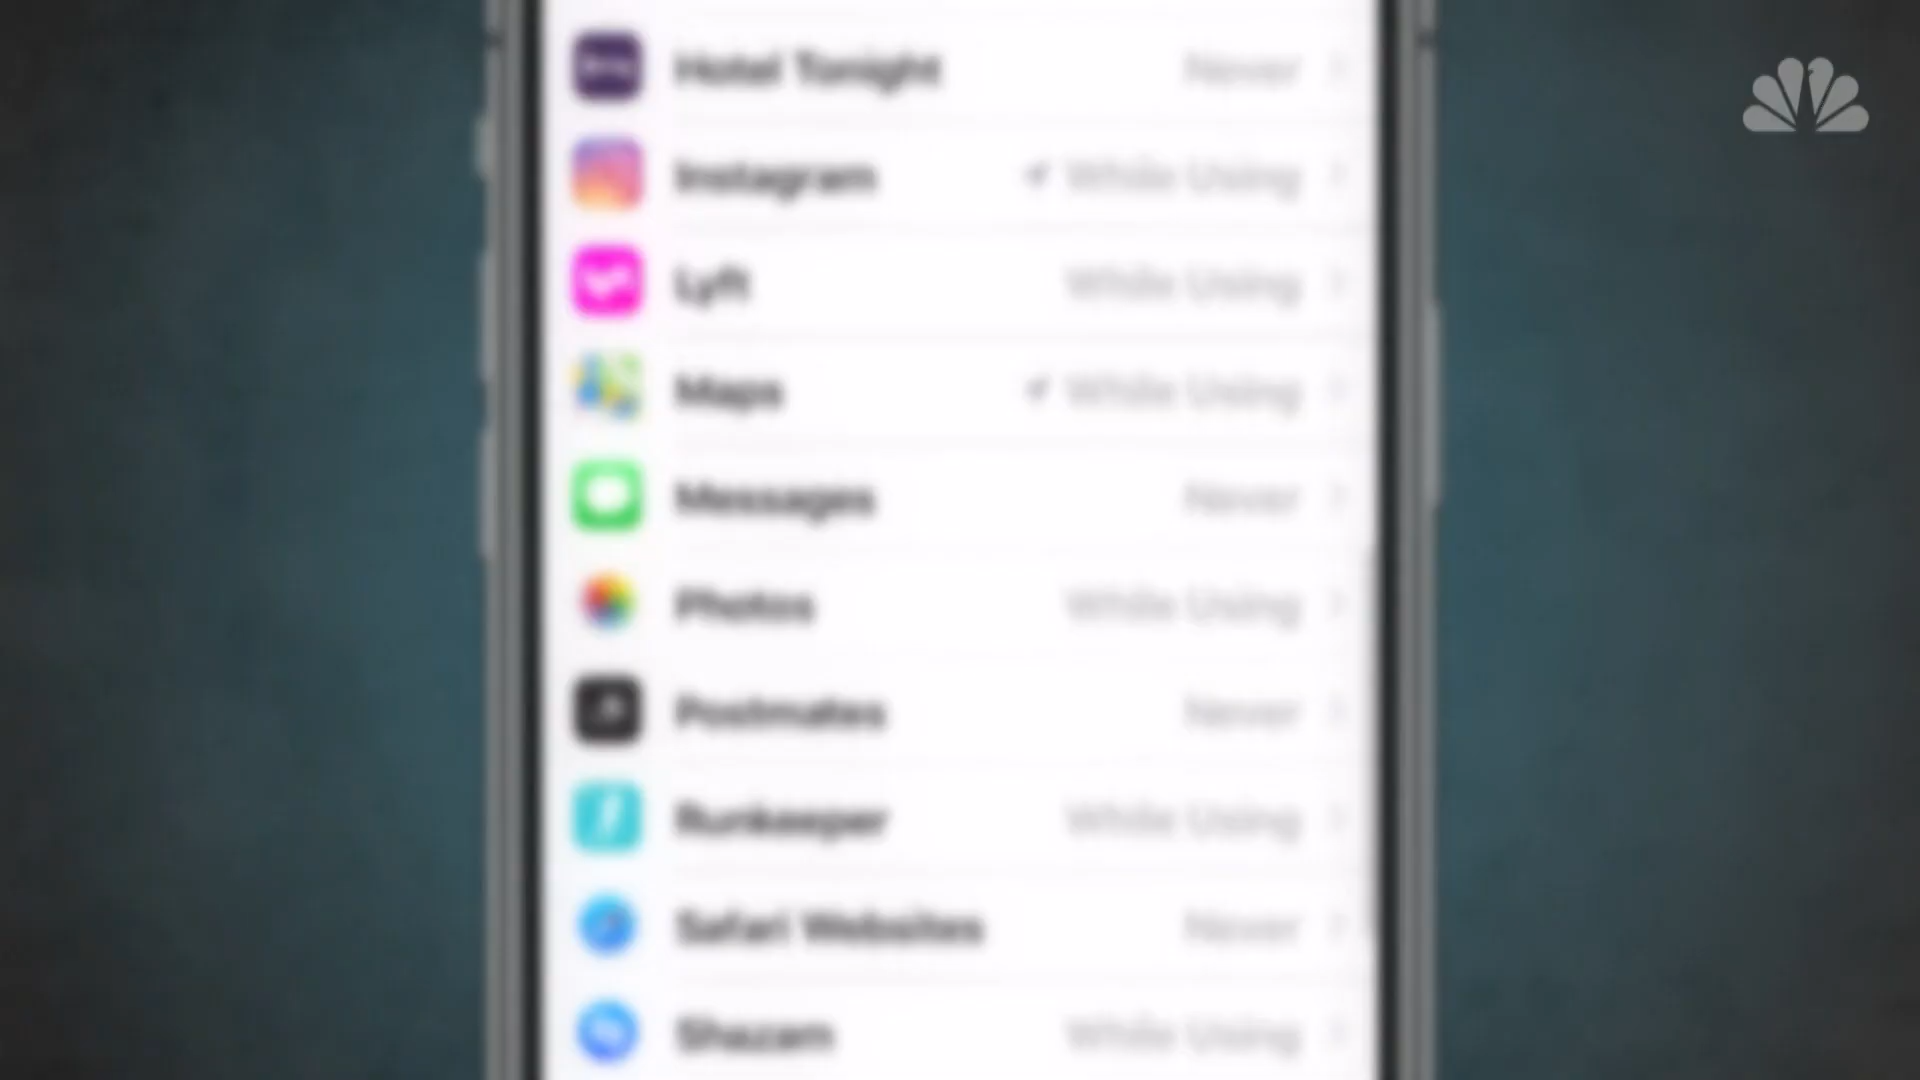 Hotel Tonight Never
Instagram While Using
Lyft While Using
Maps While Using
Messages Never
Photos While Using
Postmates Never
Runkeeper While Using
Safari Websites Never
Shazam While Using